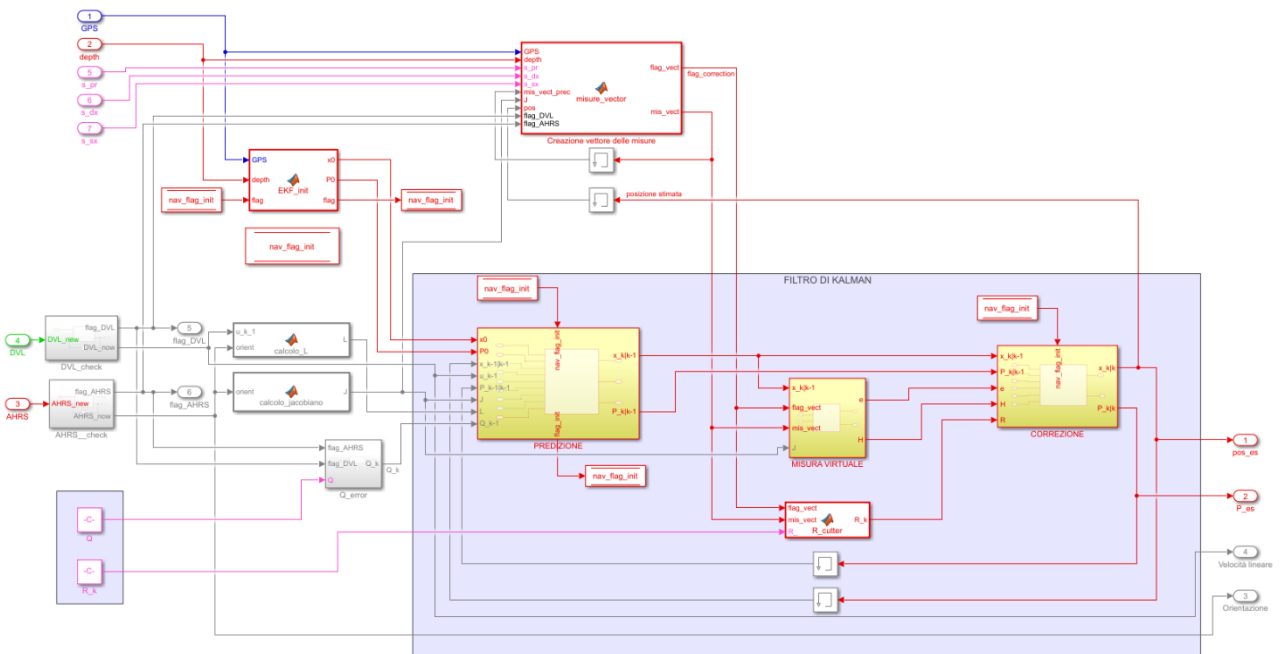 1
GPS
2
depth
5
s_pr
6
s_dx
7
s_sx
GPS
depth
s_pr
s_dx
s_sx
mis_vect_prec
J
pos
flag_DVL
flag_AHRS
misure_vector
flag_vect
mis_vect
Creazione vettore delle misure
flag_correction
GPS
depth
flag
EKF_init
x0
P0
flag
nav_flag_init
nav_flag_init
nav_flag_init
posizione stimata
FILTRO DI KALMAN
nav_flag_init
nav_flag_init
4
DVL
DVL_new
flag_DVL
DVL_now
DVL_check
5
flag_DVL
3
AHRS
AHRS_new
flag_AHRS
AHRS_now
AHRS__check
6
flag_AHRS
u_k_1
orient
L
calcolo_L
orient
J
calcolo_jacobiano
flag_AHRS
flag_DVL
Q
Q_k
Q_error
Q_k
-C-
Q
-C-
R_k
x0
P0
x_k-1|k-1
u_k-1
P_k-1|k-1
J
L
Q_k-1
nav_flag_init
nav_flag_init
x_k|k-1
P_k|k-1
PREDIZIONE
nav_flag_init
x_k|k-1
flag_vect
mis_vect
J
e
H
MISURA VIRTUALE
x_k|k-1
P_k|k-1
e
H
R
nav_flag_init
x_k|k
P_k|k
CORREZIONE
flag_vect
mis_vect
R_
R_k
R_cutter
1
pos_es
2
P_es
4
Velocità lineare
3
Orientazione